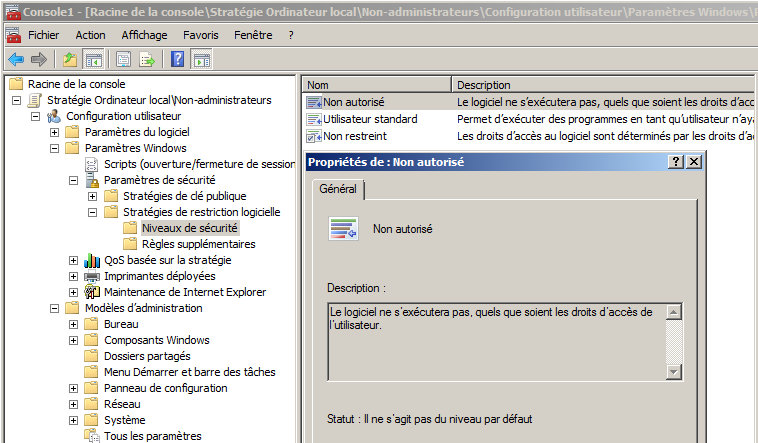 Console1 - [Racine de la console\Stratégie Ordinateur local\Non-administrateurs\Configuration utilisateur\Paramètres Windows\
Fichier Action Affichage Favoris Fenêtre ?
Racine de la console
Stratégie Ordinateur local\Non-administrateurs
Configuration utilisateur
Paramètres du logiciel
Paramètres Windows
Scripts (ouverture/fermeture de session
Paramètres de sécurité
Stratégies de clé publique
Stratégies de restriction logicielle
Niveaux de sécurité
Règles supplémentaires
QoS basée sur la stratégie
Imprimantes déployées
Maintenance de Internet Explorer
Modèles d'administration
Bureau
Composants Windows
Dossiers partagés
Menu Démarrer et barre des tâches
Panneau de configuration
Réseau
Système
Tous les paramètres
Nom Description
Non autorisé Le logiciel ne s'exécutera pas, quels que soient les droits d'acc
Utilisateur standard Permet d'exécuter des programmes en tant qu'utilisateur n'aya
Non restreint Les droits d'accès au logiciel sont déterminés par les droits d'a
Propriétés de : Non autorisé
Général
Non autorisé
Description :
Le logiciel ne s'exécutera pas, quels que soient les droits d'accès de
l'utilisateur.
Statut : Il ne s'agit pas du niveau par défaut